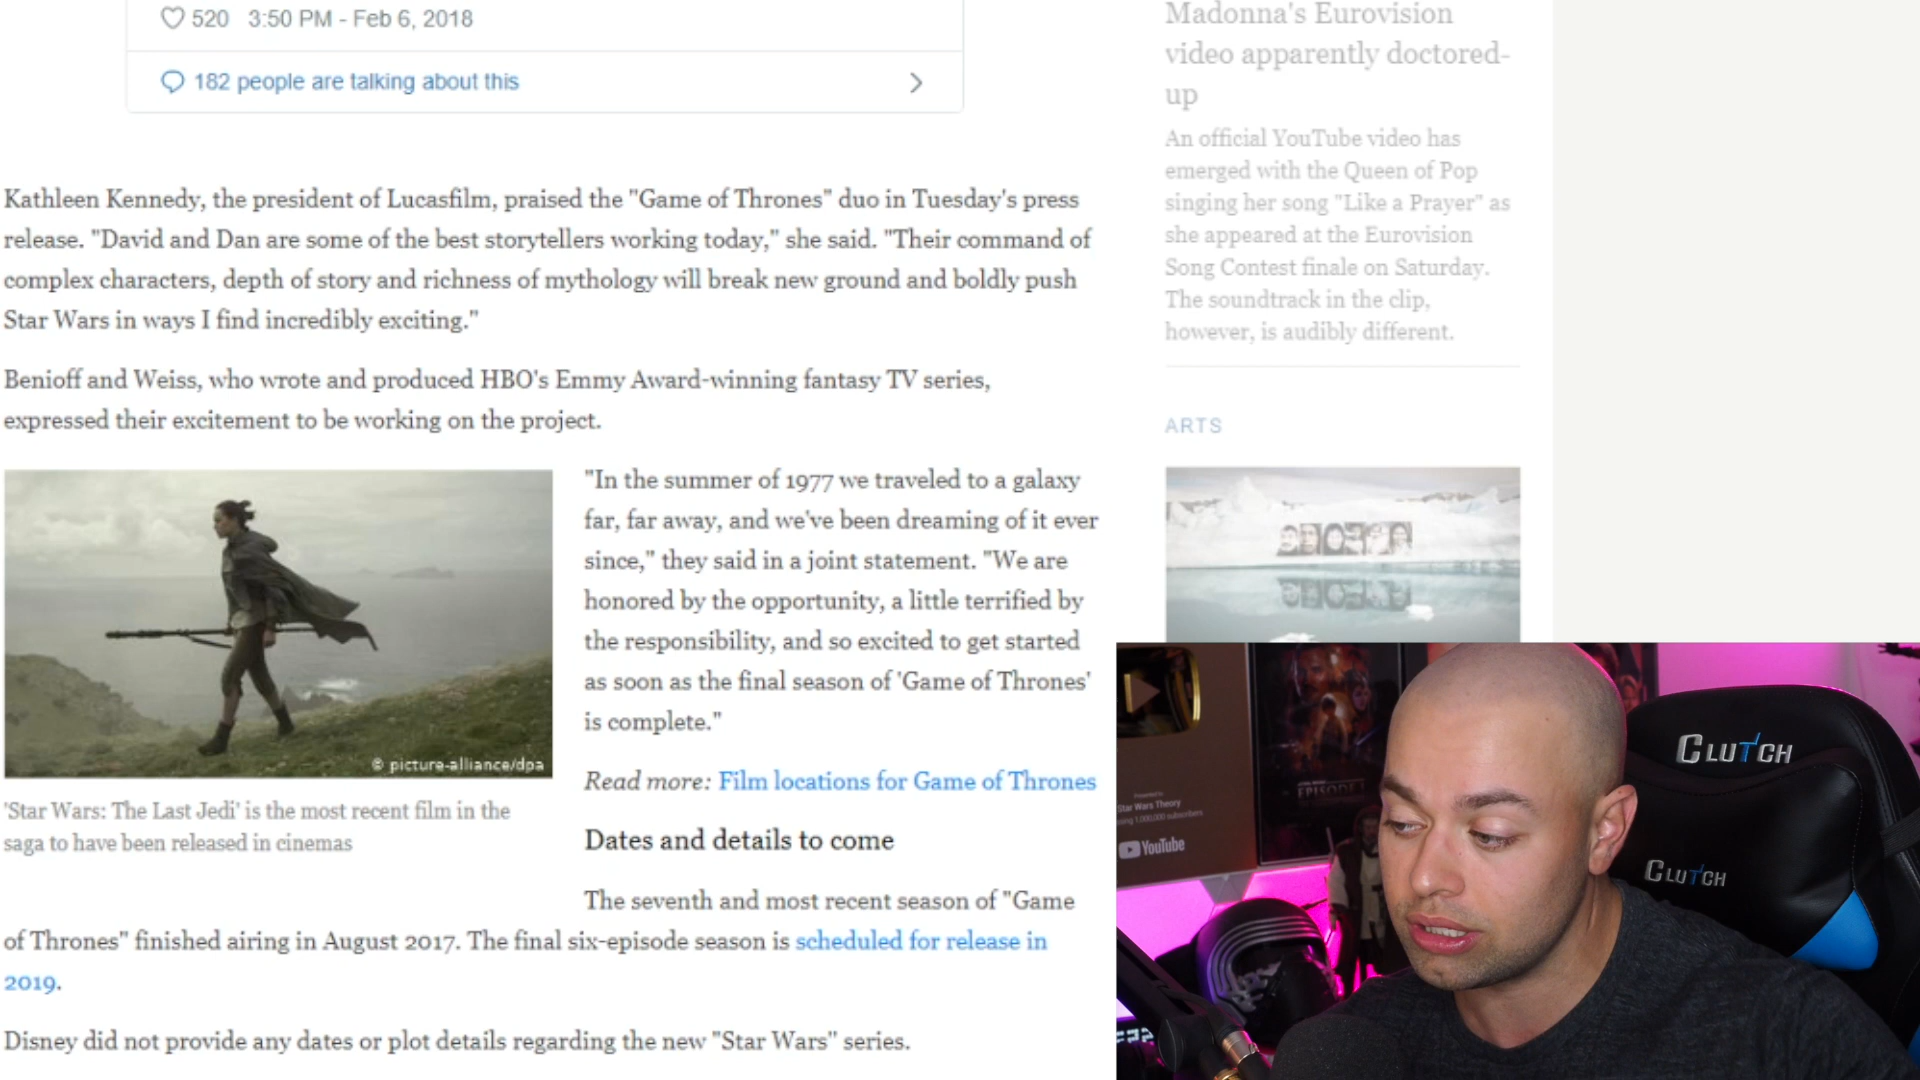 520 3:50 PM - Feb 6, 2018
182 people are talking about this
Kathleen Kennedy, the president of Lucasfilm, praised the "Game of Thrones" duo in Tuesday's press
release. "David and Dan are some of the best storytellers working today," she said. "Their command of
complex characters, depth of story and richness of mythology will break new ground and boldly push
Star Wars in ways I find incredibly exciting."
Benioff and Weiss, who wrote and produced HBO's Emmy Award-winning fantasy TV series,
expressed their excitement to be working on the project.
© picture-alliance/dpa
'Star Wars: The Last Jedi' is the most recent film in the
saga to have been released in cinemas
"In the summer of 1977 we traveled to a galaxy
far, far away, and we've been dreaming of it ever
since," they said in a joint statement. "We are
honored by the opportunity, a little terrified by
the responsibility, and so excited to get started
as soon as the final season of 'Game of Thrones'
is complete."
Read more: Film locations for Game of Thrones
Dates and details to come
The seventh and most recent season of "Game
of Thrones" finished airing in August 2017. The final six-episode season is scheduled for release in
2019.
Disney did not provide any dates or plot details regarding the new "Star Wars" series.
Madonna's Eurovision
video apparently doctored-
up
An official YouTube video has
emerged with the Queen of Pop
singing her song "Like a Prayer" as
she appeared at the Eurovision
Song Contest finale on Saturday.
The soundtrack in the clip,
however, is audibly different.
ARTS
Star Wars Theory
1,000,000 subscribers
YouTube
EPISODE
CLUTCH
CLUTCH